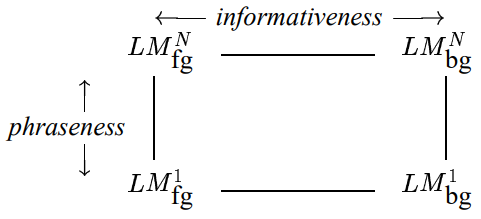 informativeness
LM^N_fg LM^N_bg
phraseness
LM^1_fg LM^1_bg